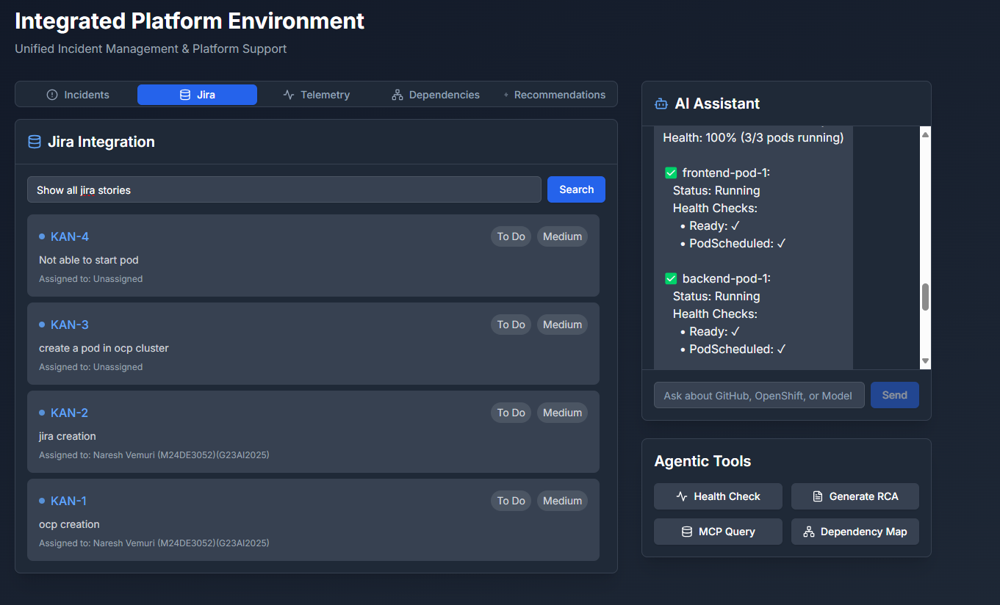 Integrated Platform Environment
Unified Incident Management & Platform Support
Incidents
Jira
Telemetry
Dependencies
Recommendations
Jira Integration
Show all jira stories
Search
KAN-4
To Do
Medium
Not able to start pod
Assigned to: Unassigned
KAN-3
To Do
Medium
create a pod in ocp cluster
Assigned to: Unassigned
KAN-2
To Do
Medium
jira creation
Assigned to: Naresh Vemuri (M24DE3052)(G23AI2025)
KAN-1
To Do
Medium
ocp creation
Assigned to: Naresh Vemuri (M24DE3052)(G23AI2025)
AI Assistant
Health: 100% (3/3 pods running)
✅ frontend-pod-1:
Status: Running
Health Checks:
• Ready: ✓
• PodScheduled: ✓
✅ backend-pod-1:
Status: Running
Health Checks:
• Ready: ✓
• PodScheduled: ✓
Ask about GitHub, OpenShift, or Model
Send
Agentic Tools
Health Check
Generate RCA
MCP Query
Dependency Map